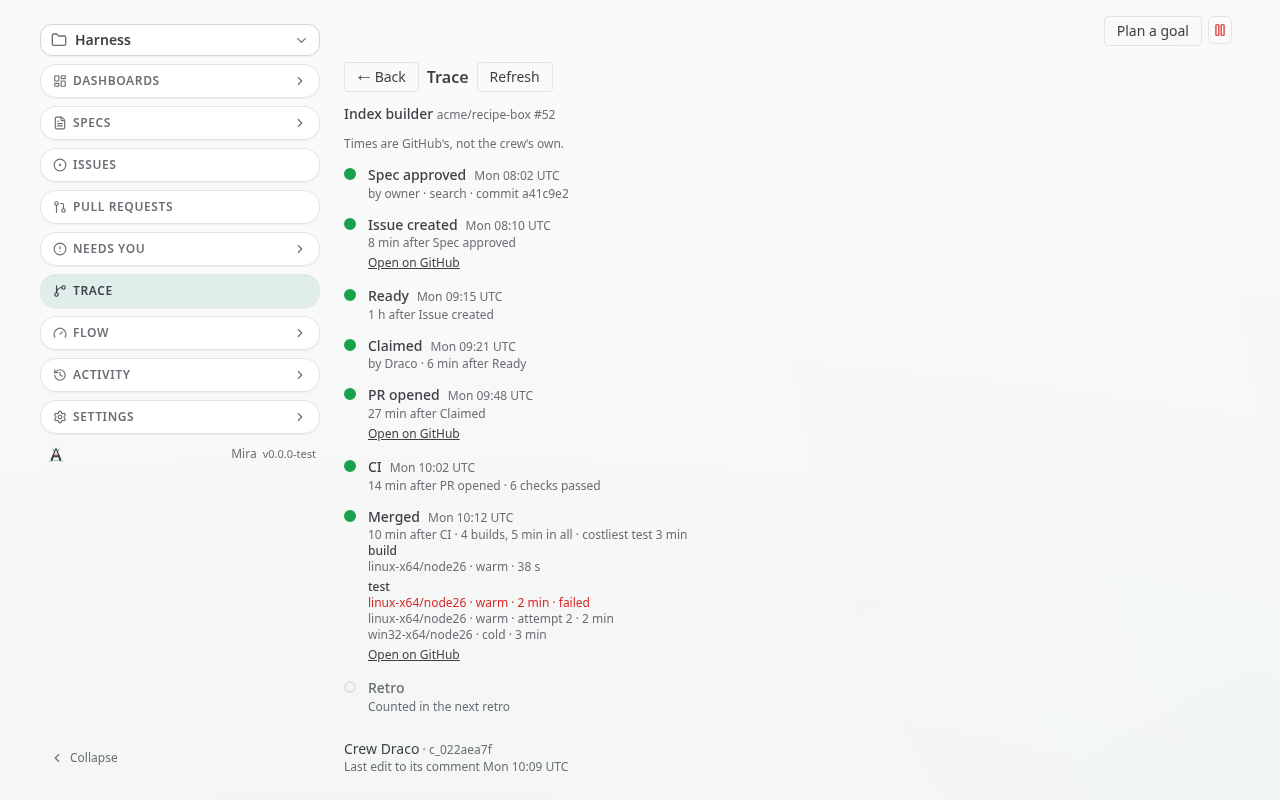 Harness
DASHBOARDS
SPECS
ISSUES
PULL REQUESTS
NEEDS YOU
TRACE
FLOW
ACTIVITY
SETTINGS
Mira v0.0.0-test
Collapse
Plan a goal
← Back Trace Refresh
Index builder acme/recipe-box #52
Times are GitHub's, not the crew's own.
Spec approved Mon 08:02 UTC
by owner · search · commit a41c9e2
Issue created Mon 08:10 UTC
8 min after Spec approved
Open on GitHub
Ready Mon 09:15 UTC
1 h after Issue created
Claimed Mon 09:21 UTC
by Draco · 6 min after Ready
PR opened Mon 09:48 UTC
27 min after Claimed
Open on GitHub
CI Mon 10:02 UTC
14 min after PR opened · 6 checks passed
Merged Mon 10:12 UTC
10 min after CI · 4 builds, 5 min in all · costliest test 3 min
build
linux-x64/node26 · warm · 38 s
test
linux-x64/node26 · warm · 2 min · failed
linux-x64/node26 · warm · attempt 2 · 2 min
win32-x64/node26 · cold · 3 min
Open on GitHub
Retro
Counted in the next retro
Crew Draco · c_022aea7f
Last edit to its comment Mon 10:09 UTC